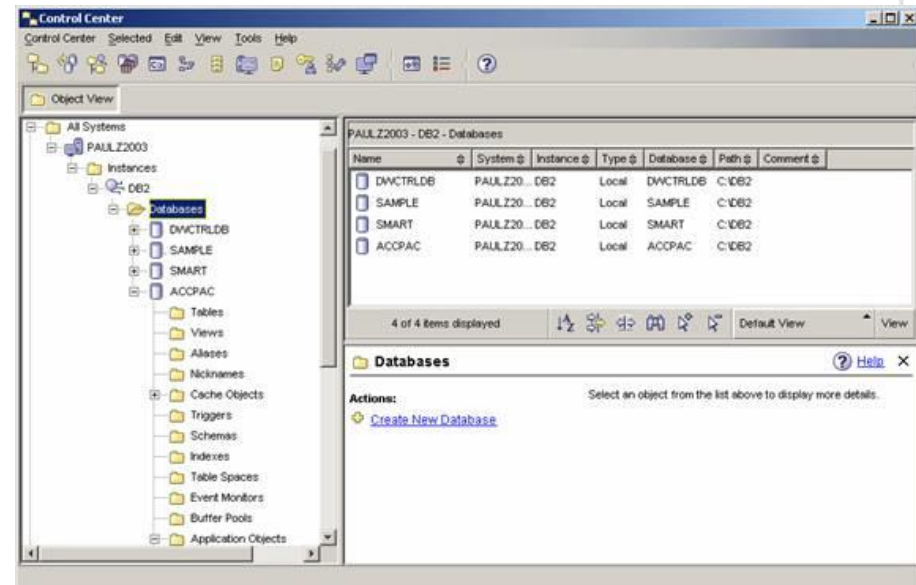 Control Center
Control Center Selected Edit View Tools Help
Object View
All Systems
PAULZ2003
Instances
DB2
Databases
DWCTRLDB
SAMPLE
SMART
ACCPAC
Tables
Views
Aliases
Nicknames
Cache Objects
Triggers
Schemas
Indexes
Table Spaces
Event Monitors
Buffer Pools
Application Objects
PAULZ2003 - DB2 - Databases
Name System Instance Type Database Path Comment
DWCTRLDB PAULZ20... DB2 Local DWCTRLDB C:\DB2
SAMPLE PAULZ20... DB2 Local SAMPLE C:\DB2
SMART PAULZ20... DB2 Local SMART C:\DB2
ACCPAC PAULZ20... DB2 Local ACCPAC C:\DB2
4 of 4 items displayed Default View View
Databases Help
Actions: Select an object from the list above to display more details.
Create New Database